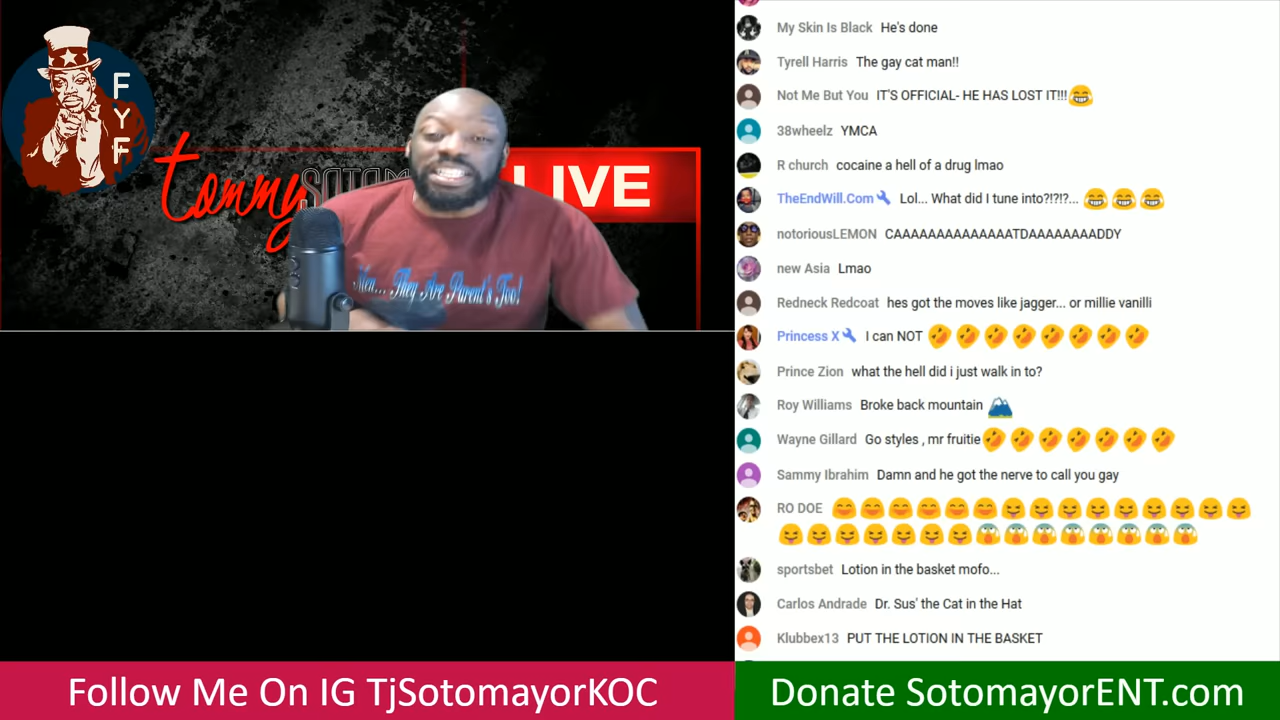 F
Y
F
tommy SOTOM
LIVE
Men... They Are Parent's Too!
Follow Me On IG TjSotomayorKOC
My Skin Is Black He's done
Tyrell Harris The gay cat man!!
Not Me But You IT'S OFFICIAL- HE HAS LOST IT!!!😂
38wheelz YMCA
R church cocaine a hell of a drug lmao
TheEndWill.Com Lol... What did I tune into?!?!?... 😂 😂 😂
notoriousLEMON CAAAAAAAAAAAAAATDAAAAAAAADDY
new Asia Lmao
Redneck Redcoat hes got the moves like jagger... or millie vanilli
Princess X I can NOT 🤣 🤣 🤣 🤣 🤣 🤣 🤣 🤣
Prince Zion what the hell did i just walk in to?
Roy Williams Broke back mountain
Wayne Gillard Go styles , mr fruitie🤣 🤣 🤣 🤣 🤣 🤣 🤣
Sammy Ibrahim Damn and he got the nerve to call you gay
RO DOE 😄 😄 😄 😄 😄 😄 😝 😝 😝 😝 😝 😝 😝 😝 😝
😝 😝 😝 😝 😝 😝 😝 😱 😱 😱 😱 😱 😱 😱 😱
sportsbet Lotion in the basket mofo...
Carlos Andrade Dr. Sus' the Cat in the Hat
Klubbex13 PUT THE LOTION IN THE BASKET
Donate SotomayorENT.com